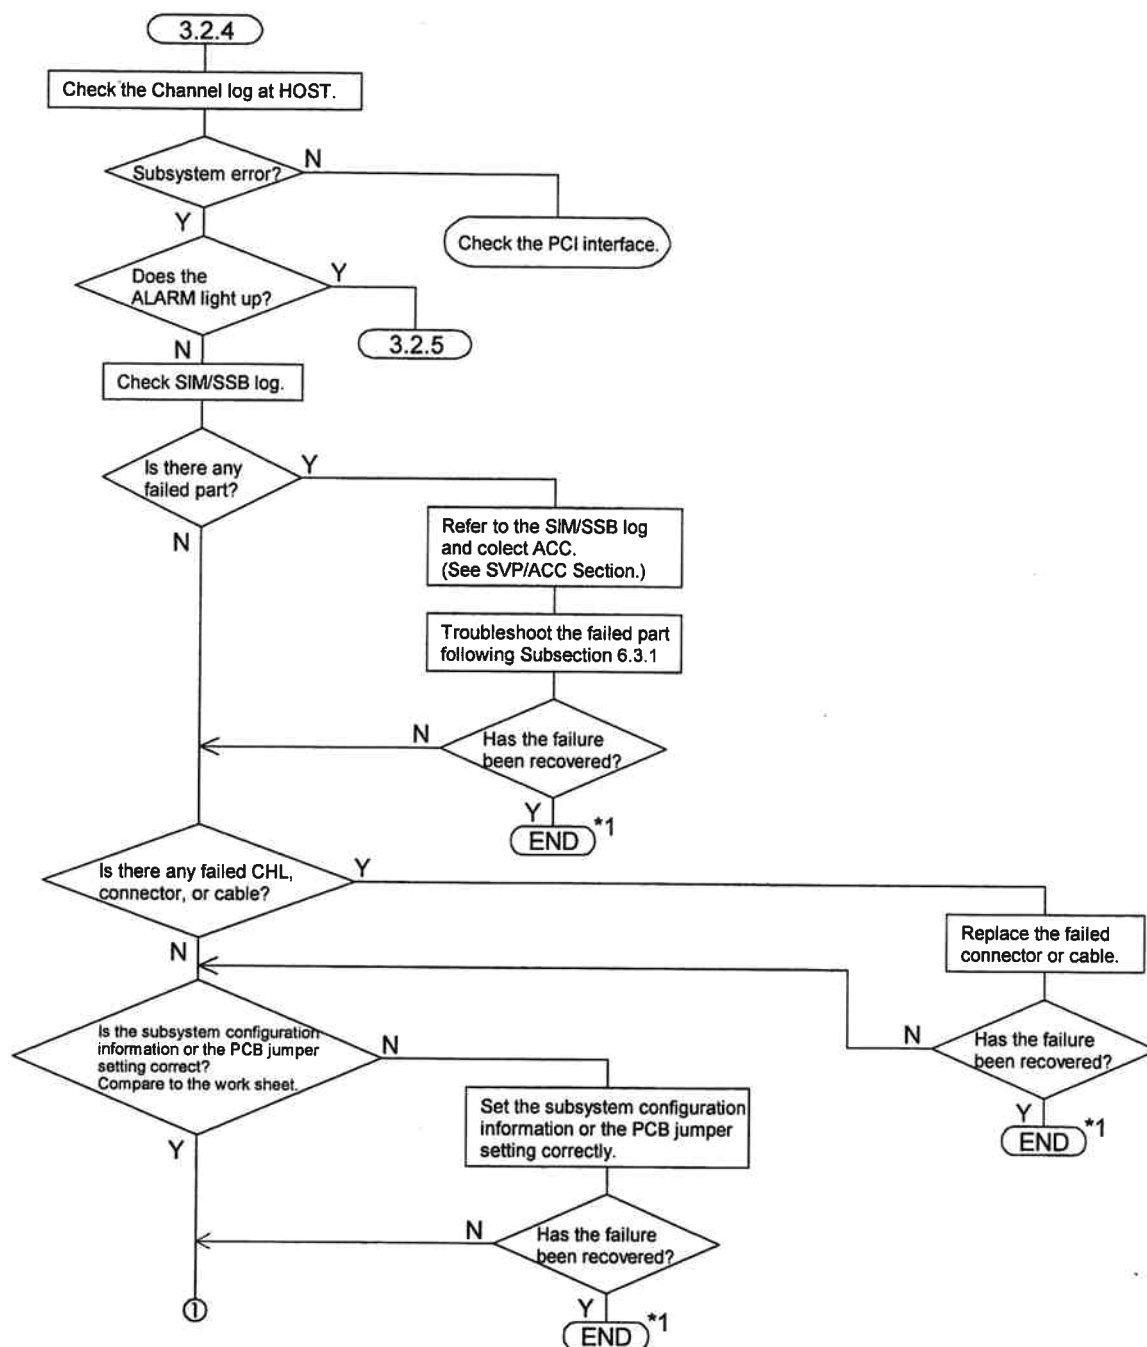 3.2.4
Check the Channel log at HOST.
Subsystem error?
N
Y
Check the PCI interface.
Does the
ALARM light up?
Y
N
3.2.5
Check SIM/SSB log.
Is there any
failed part?
Y
N
Refer to the SIM/SSB log
and colect ACC.
(See SVP/ACC Section.)
Troubleshoot the failed part
following Subsection 6.3.1
Has the failure
been recovered?
N
Y
END *1
Is there any failed CHL,
connector, or cable?
Y
N
Replace the failed
connector or cable.
Has the failure
been recovered?
N
Y
END *1
Is the subsystem configuration
information or the PCB jumper
setting correct?
Compare to the work sheet.
N
Y
Set the subsystem configuration
information or the PCB jumper
setting correctly.
Has the failure
been recovered?
N
Y
END *1
①